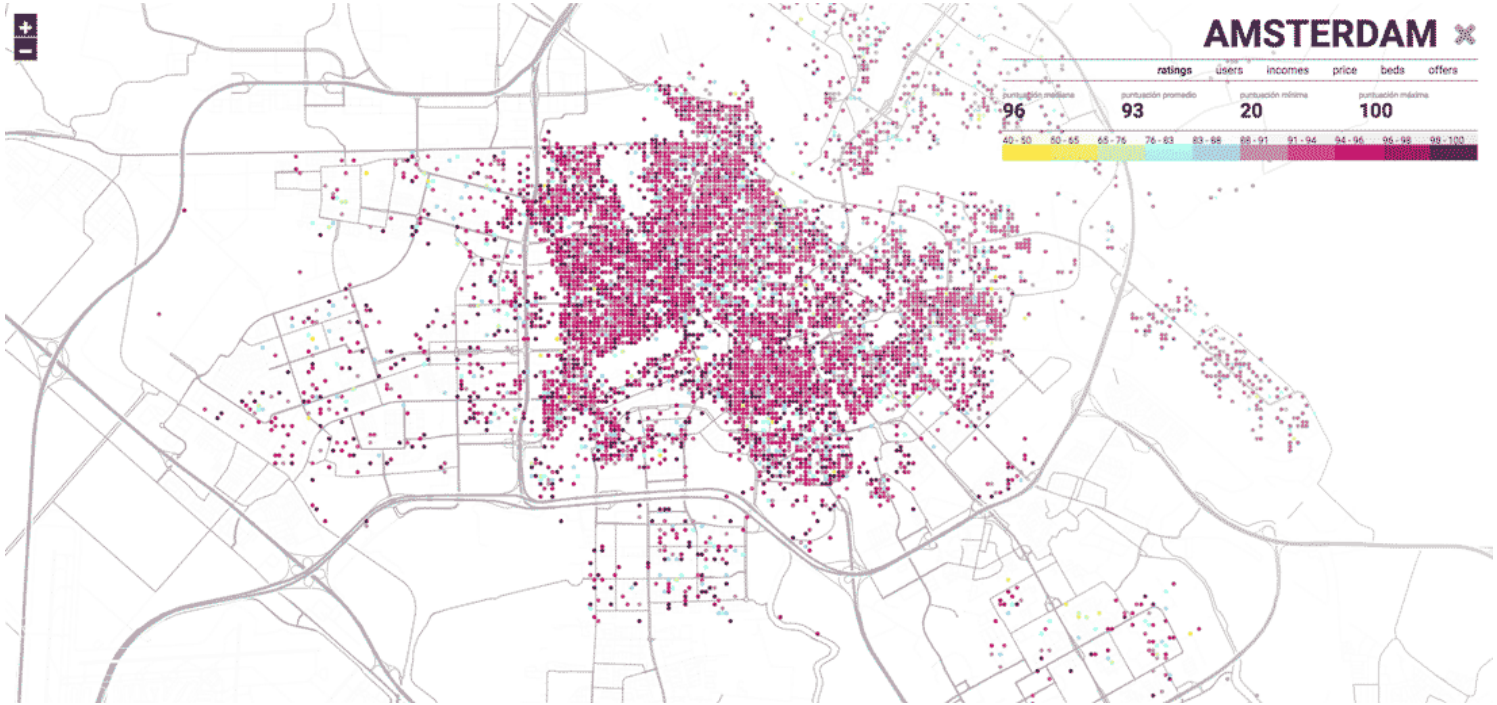 +
−
AMSTERDAM
ratings users incomes price beds offers
puntuación mediana puntuación promedio puntuación mínima puntuación máxima
96 93 20 100
40 - 50 50 - 65 65 - 76 76 - 83 83 - 88 88 - 91 91 - 94 94 - 96 96 - 98 98 - 100